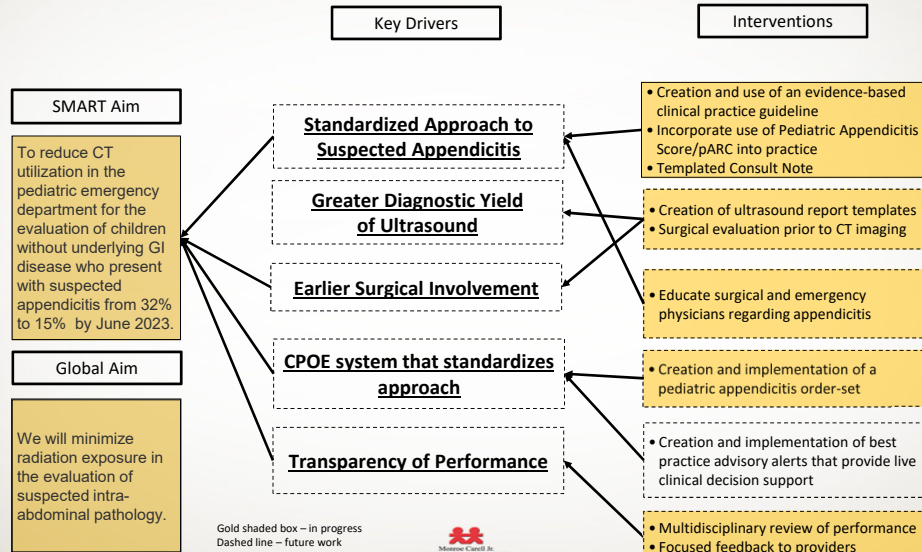 Key Drivers
Interventions
SMART Aim
To reduce CT
utilization in the
pediatric emergency
department for the
evaluation of children
without underlying GI
disease who present
with suspected
appendicitis from 32%
to 15% by June 2023.
Global Aim
We will minimize
radiation exposure in
the evaluation of
suspected intra-
abdominal pathology.
Standardized Approach to
Suspected Appendicitis
Greater Diagnostic Yield
of Ultrasound
Earlier Surgical Involvement
CPOE system that standardizes
approach
Transparency of Performance
Gold shaded box – in progress
Dashed line – future work
Monroe Carell Jr.
• Creation and use of an evidence-based
clinical practice guideline
• Incorporate use of Pediatric Appendicitis
Score/pARC into practice
• Templated Consult Note
• Creation of ultrasound report templates
• Surgical evaluation prior to CT imaging
• Educate surgical and emergency
physicians regarding appendicitis
• Creation and implementation of a
pediatric appendicitis order-set
• Creation and implementation of best
practice advisory alerts that provide live
clinical decision support
• Multidisciplinary review of performance
• Focused feedback to providers